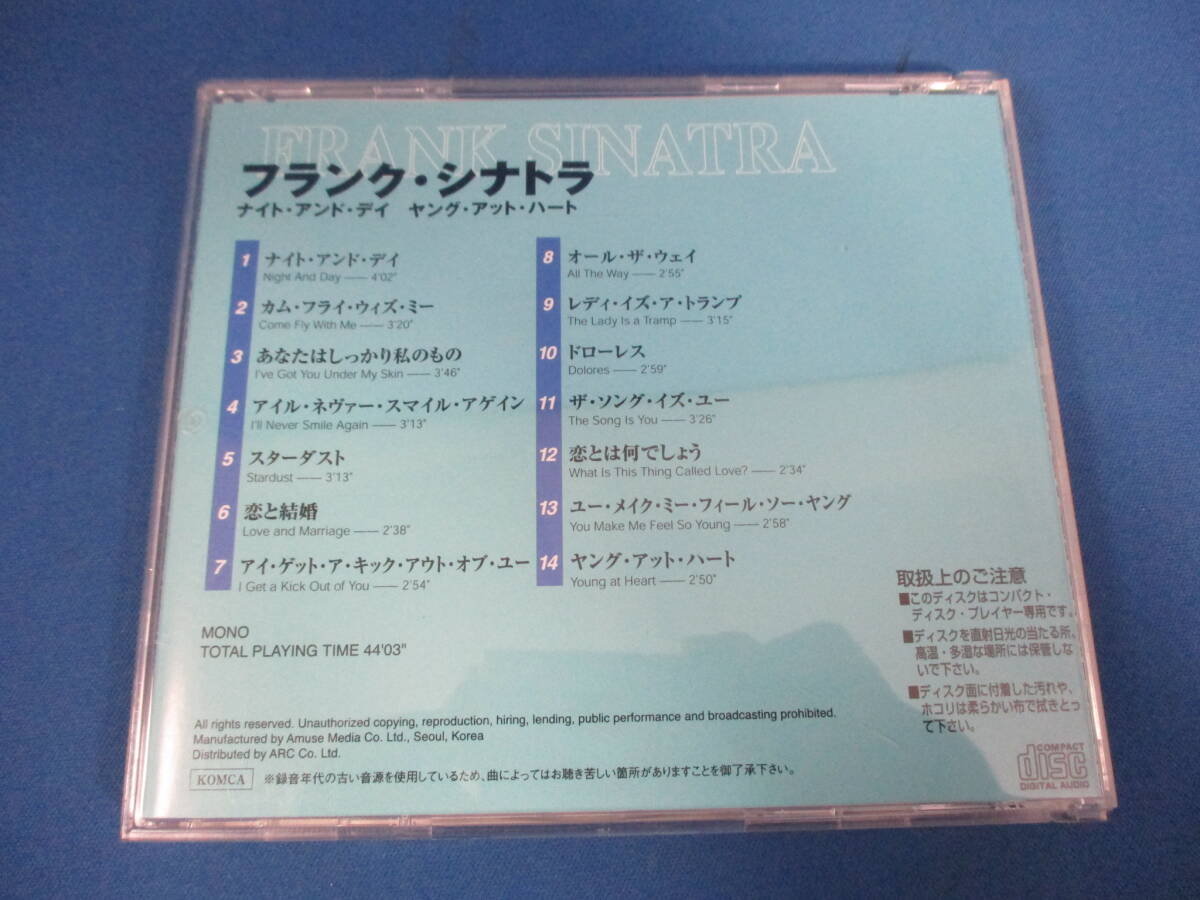 FRANK SINATRA
フランク・シナトラ
ナイト・アンド・デイ　ヤング・アット・ハート
1 ナイト・アンド・デイ
Night And Day —— 4'02"
2 カム・フライ・ウィズ・ミー
Come Fly With Me —— 3'20"
3 あなたはしっかり私のもの
I've Got You Under My Skin —— 3'46"
4 アイル・ネヴァー・スマイル・アゲイン
I'll Never Smile Again —— 3'13"
5 スターダスト
Stardust —— 3'13"
6 恋と結婚
Love and Marriage —— 2'38"
7 アイ・ゲット・ア・キック・アウト・オブ・ユー
I Get a Kick Out of You —— 2'54"
8 オール・ザ・ウェイ
All The Way —— 2'55"
9 レディ・イズ・ア・トランプ
The Lady Is a Tramp —— 3'15"
10 ドローレス
Dolores —— 2'59"
11 ザ・ソング・イズ・ユー
The Song Is You —— 3'26"
12 恋とは何でしょう
What Is This Thing Called Love? —— 2'34"
13 ユー・メイク・ミー・フィール・ソー・ヤング
You Make Me Feel So Young —— 2'58"
14 ヤング・アット・ハート
Young at Heart —— 2'50"
MONO
TOTAL PLAYING TIME 44'03"
取扱上のご注意
■このディスクはコンパクト・
ディスク・プレイヤー専用です。
■ディスクを直射日光の当たる所、
高温・多湿な場所には保管しな
いで下さい。
■ディスク面に付着した汚れや、
ホコリは柔らかい布で拭きとっ
て下さい。
All rights reserved. Unauthorized copying, reproduction, hiring, lending, public performance and broadcasting prohibited.
Manufactured by Amuse Media Co. Ltd., Seoul, Korea
Distributed by ARC Co. Ltd.
KOMCA ※録音年代の古い音源を使用しているため、曲によってはお聴き苦しい箇所がありますことを御了承下さい。
COMPACT
disc
DIGITAL AUDIO